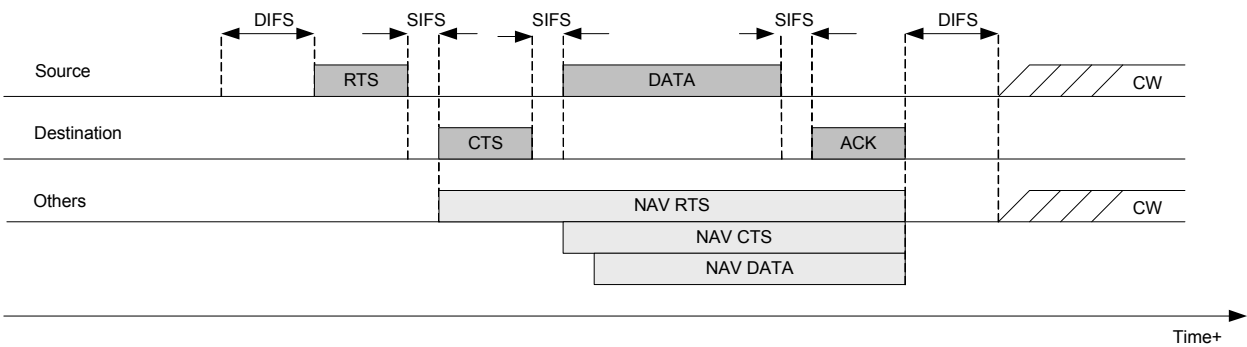 DIFS SIFS SIFS SIFS DIFS
Source RTS DATA CW
Destination CTS ACK
Others NAV RTS CW
NAV CTS
NAV DATA
Time+